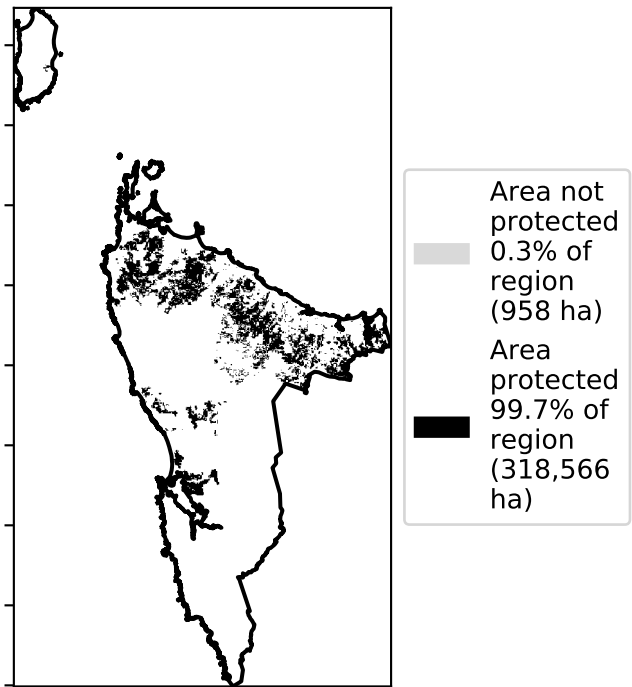 Area not
protected
0.3% of
region
(958 ha)
Area
protected
99.7% of
region
(318,566
ha)